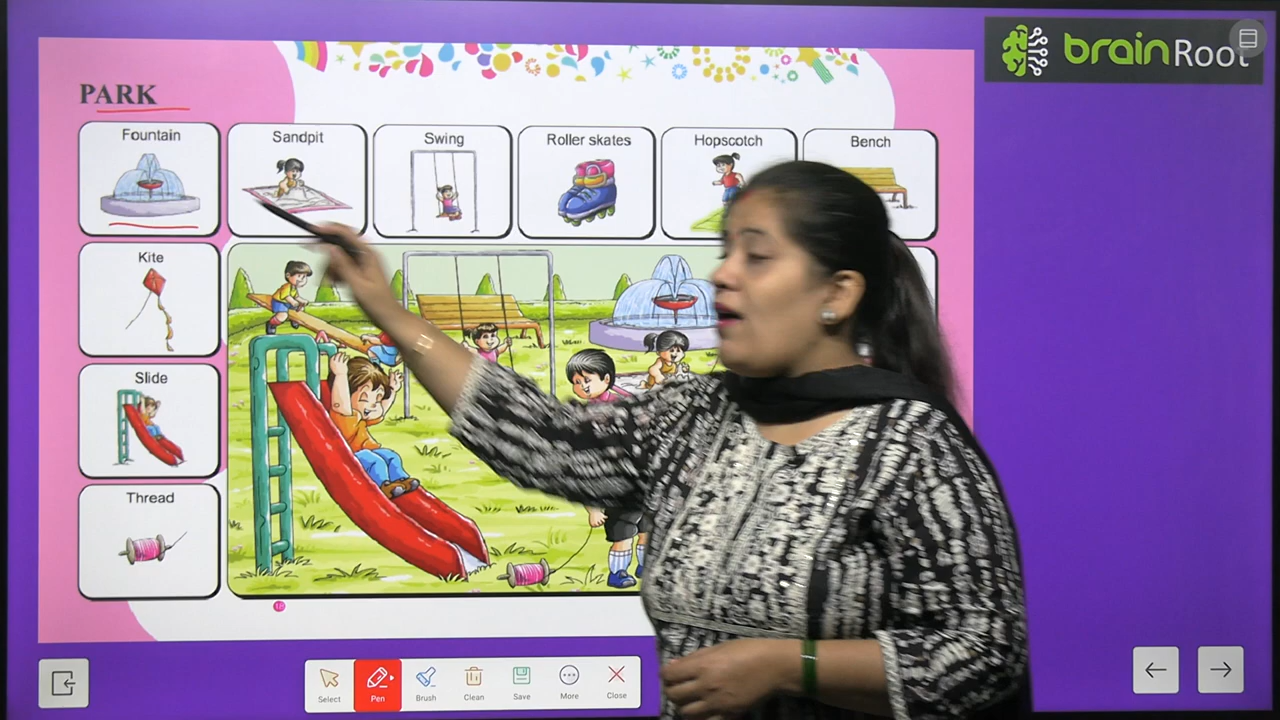 brainRoot
PARK
Fountain
Sandpit
Swing
Roller skates
Hopscotch
Bench
Kite
Slide
Thread
Select
Pen
Brush
Clean
Save
More
Close